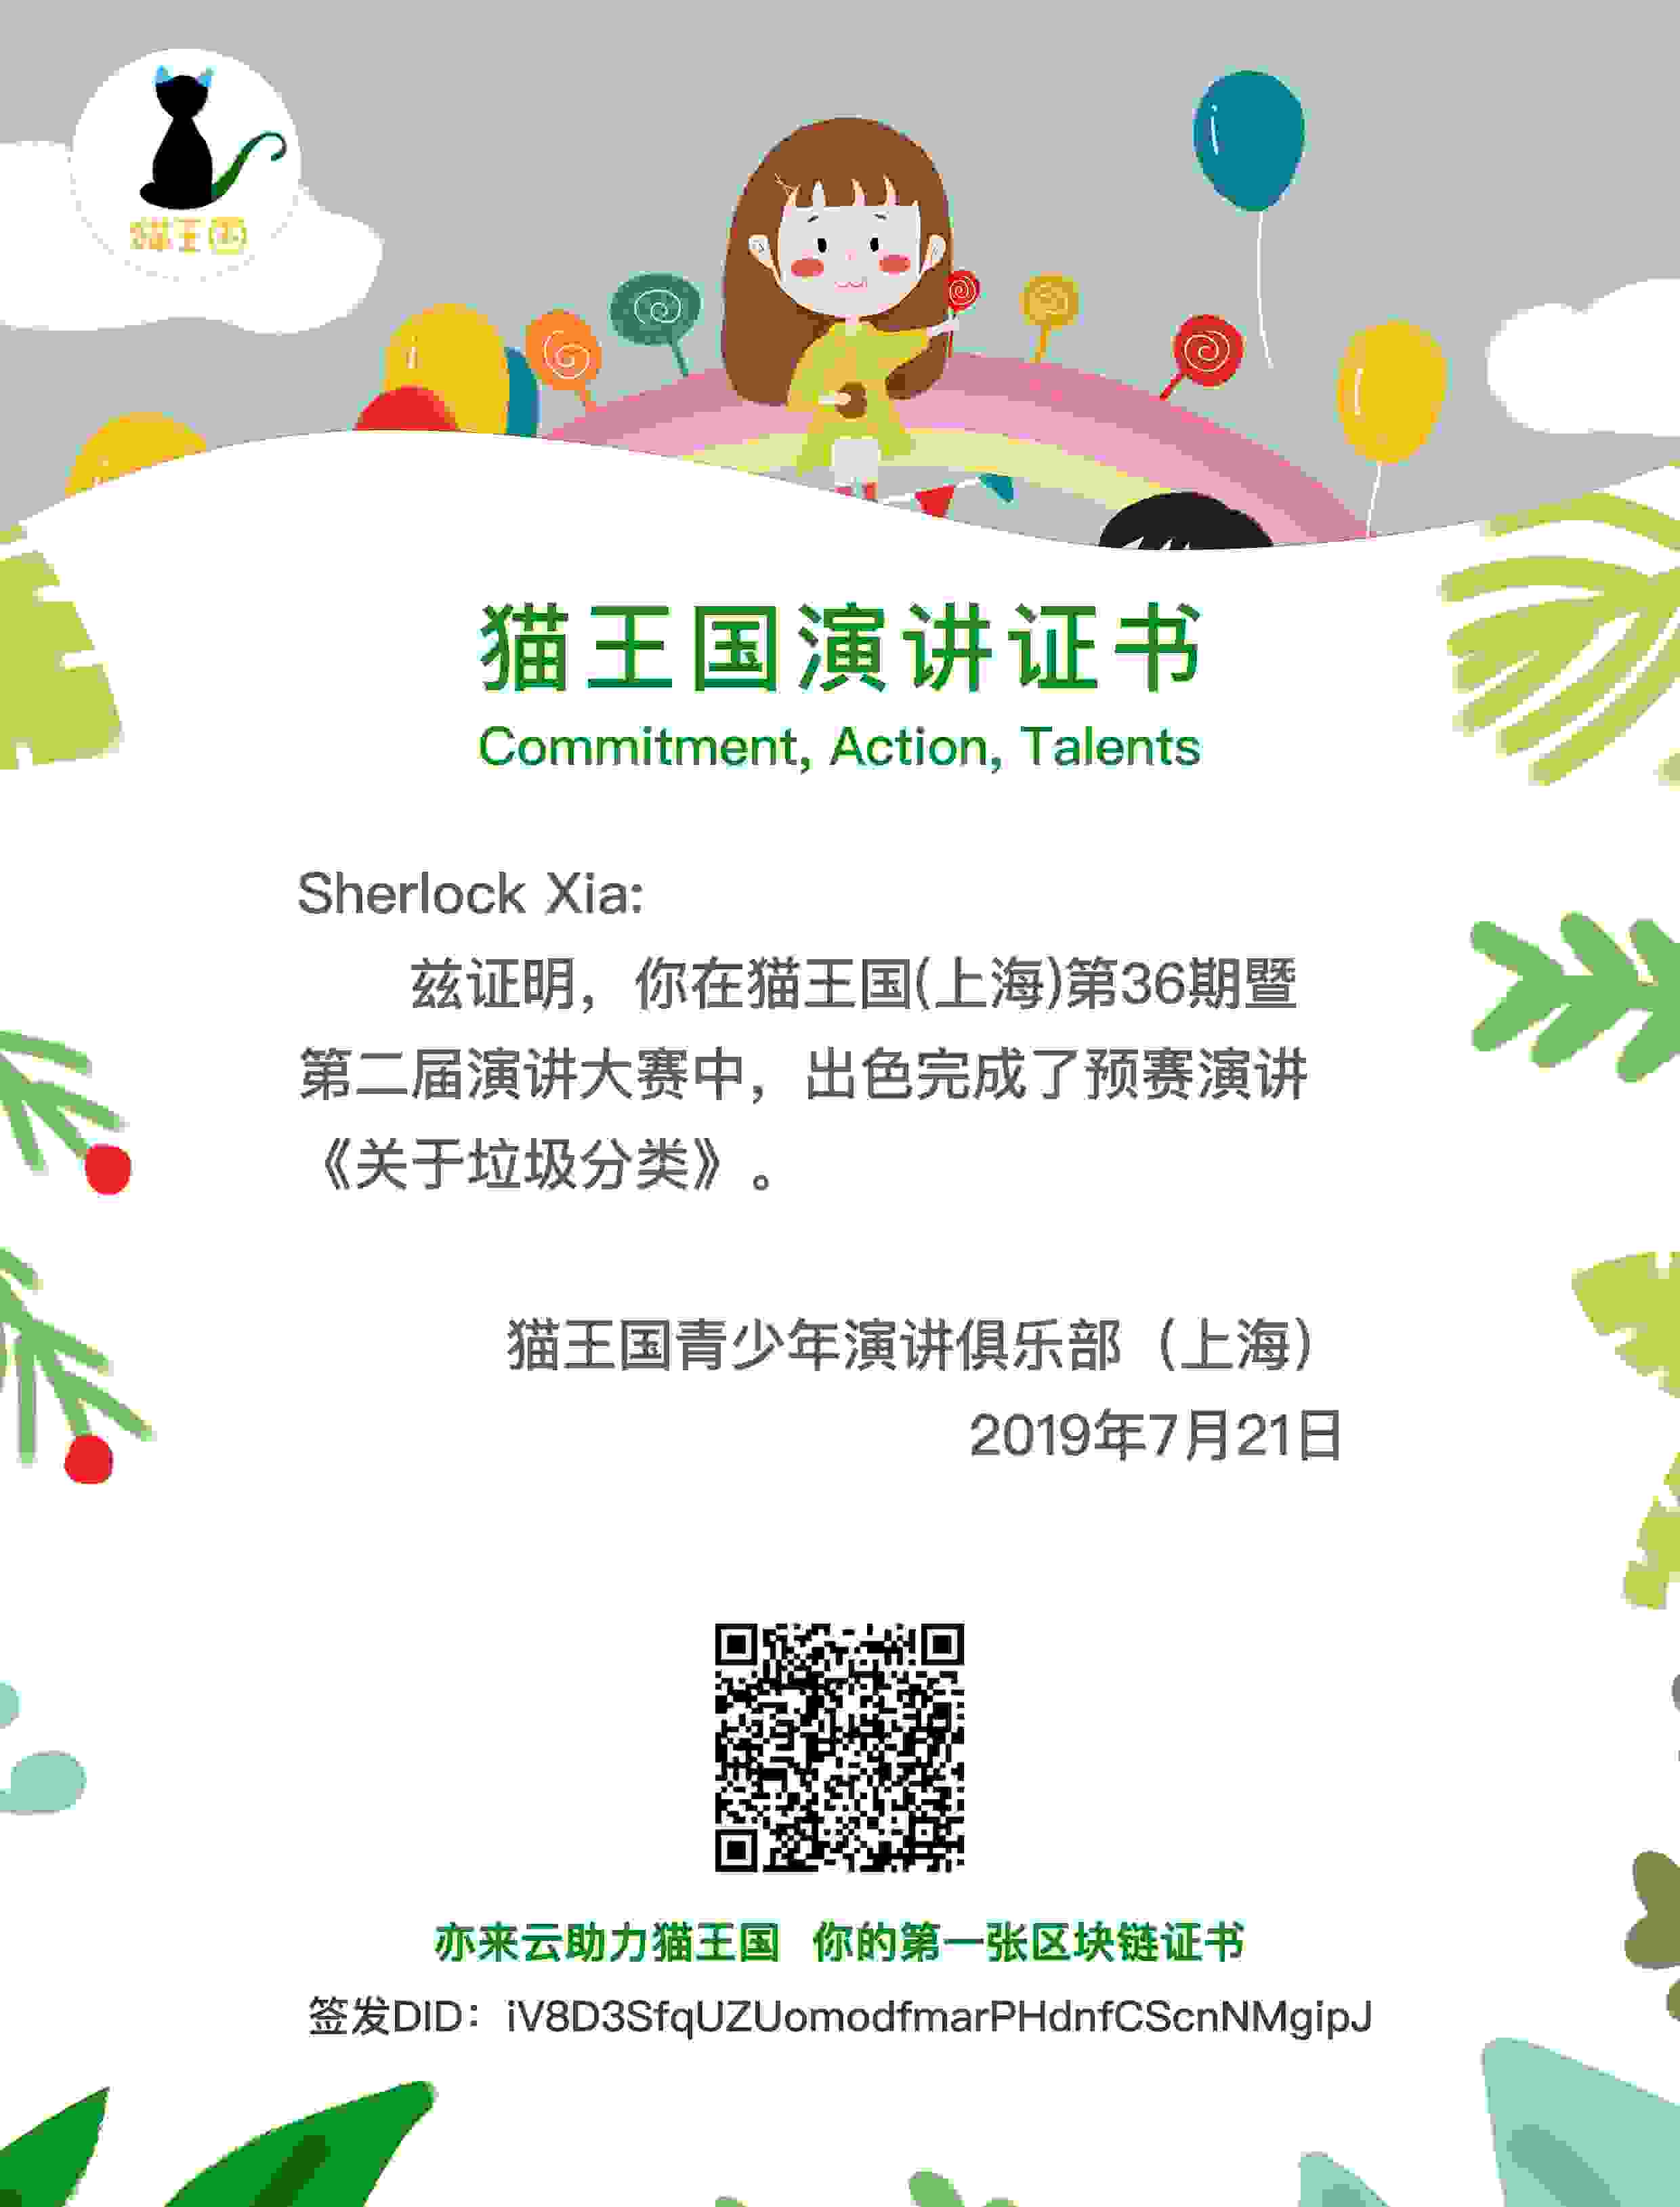 猫王国
猫王国演讲证书
Commitment, Action, Talents
Sherlock Xia:
兹证明，你在猫王国(上海)第36期暨
第二届演讲大赛中，出色完成了预赛演讲
《关于垃圾分类》。
猫王国青少年演讲俱乐部（上海）
2019年7月21日
亦来云助力猫王国 你的第一张区块链证书
签发DID：iV8D3SfqUZUomodfmarPHdnfCScnNMgipJ